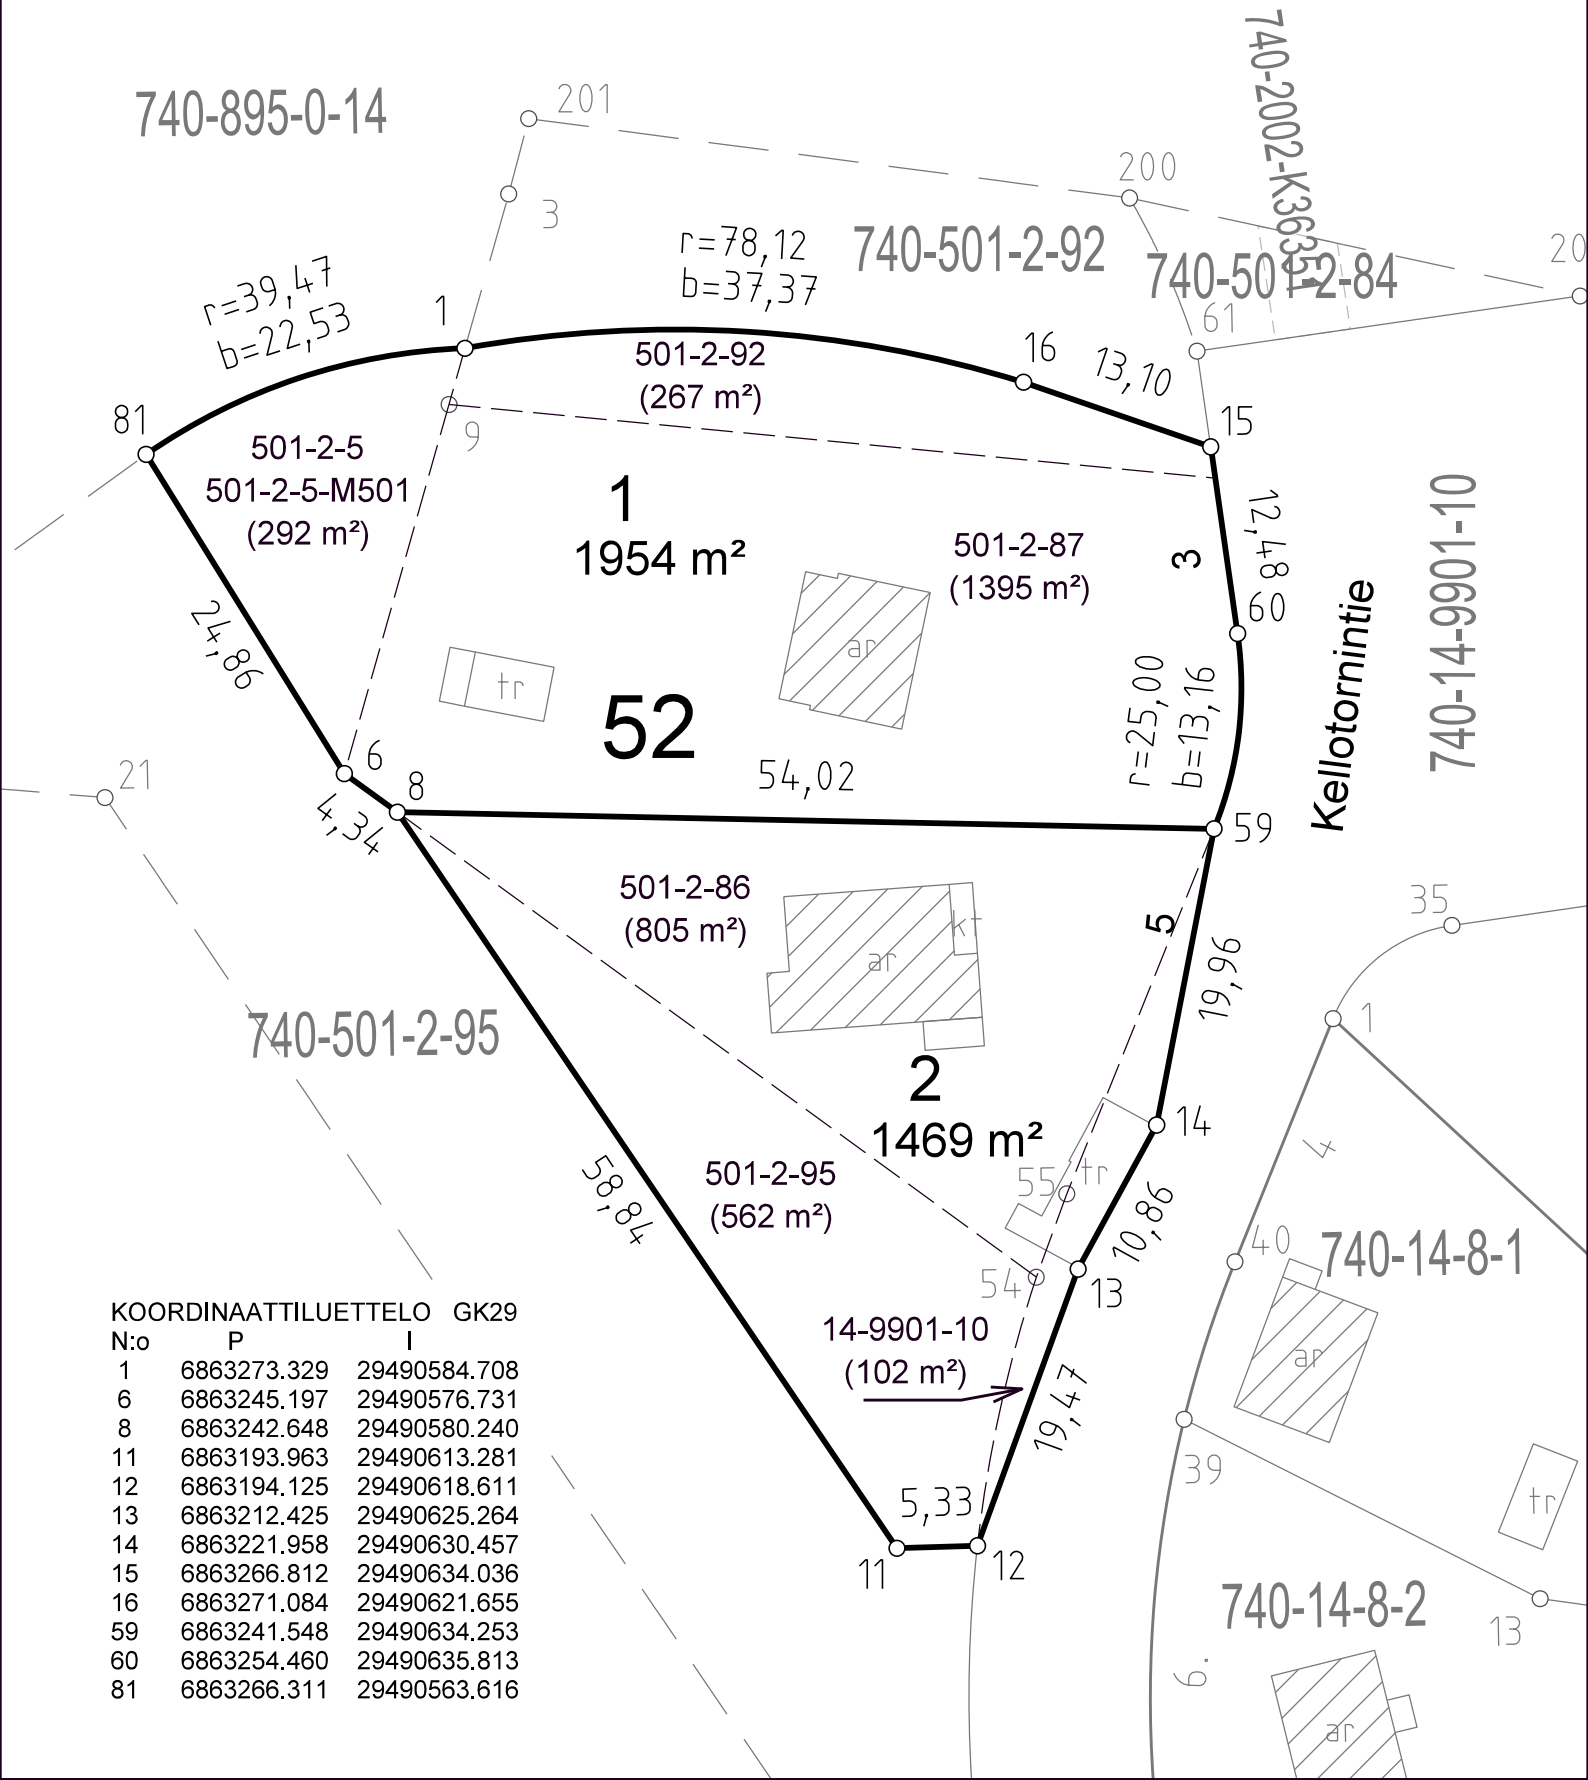 740-895-0-14
201
3
200
740-2002-K36351
740-501-2-92
740-501-2-84
20
61
r=39,47
b=22,53
1
r=78,12
b=37,37
501-2-92
(267 m²)
16
13,10
15
81
9
501-2-5
501-2-5-M501
(292 m²)
1
1954 m²
501-2-87
(1395 m²)
3
12,48
60
740-14-9901-10
Kellotornintie
24,86
tr
ar
52
r=25,00
b=13,16
54,02
6
8
4,34
21
59
501-2-86
(805 m²)
kt
ar
5
19,96
35
1
740-501-2-95
2
1469 m²
14
58,84
501-2-95
(562 m²)
55
tr
10,86
4
40
740-14-8-1
54
13
14-9901-10
(102 m²)
19,47
ar
39
tr
5,33
11
12
740-14-8-2
13
6.
ar
KOORDINAATTILUETTELO GK29
N:o P I
1 6863273.329 29490584.708
6 6863245.197 29490576.731
8 6863242.648 29490580.240
11 6863193.963 29490613.281
12 6863194.125 29490618.611
13 6863212.425 29490625.264
14 6863221.958 29490630.457
15 6863266.812 29490634.036
16 6863271.084 29490621.655
59 6863241.548 29490634.253
60 6863254.460 29490635.813
81 6863266.311 29490563.616